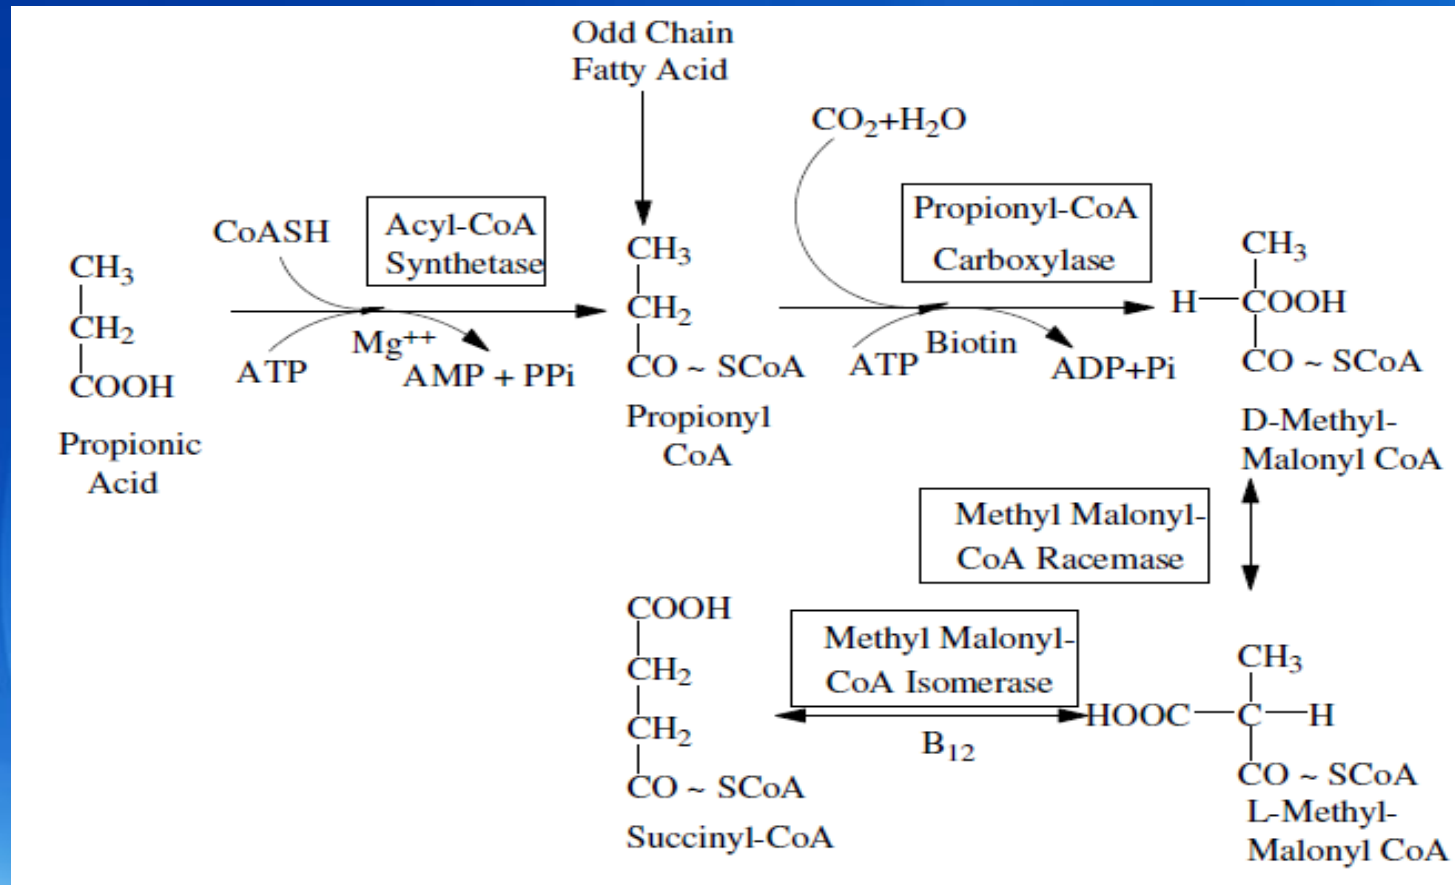 Odd Chain
Fatty Acid
CO₂+H₂O
CoASH
Acyl-CoA
Synthetase
Propionyl-CoA
Carboxylase
CH₃
CH₂
COOH
Propionic
Acid
ATP
Mg⁺⁺
AMP + PPi
CH₃
CH₂
CO ~ SCoA
Propionyl
CoA
ATP
Biotin
ADP+Pi
CH₃
H—COOH
CO ~ SCoA
D-Methyl-
Malonyl CoA
Methyl Malonyl-
CoA Racemase
COOH
CH₂
CH₂
CO ~ SCoA
Succinyl-CoA
Methyl Malonyl-
CoA Isomerase
B₁₂
CH₃
HOOC—C—H
CO ~ SCoA
L-Methyl-
Malonyl CoA